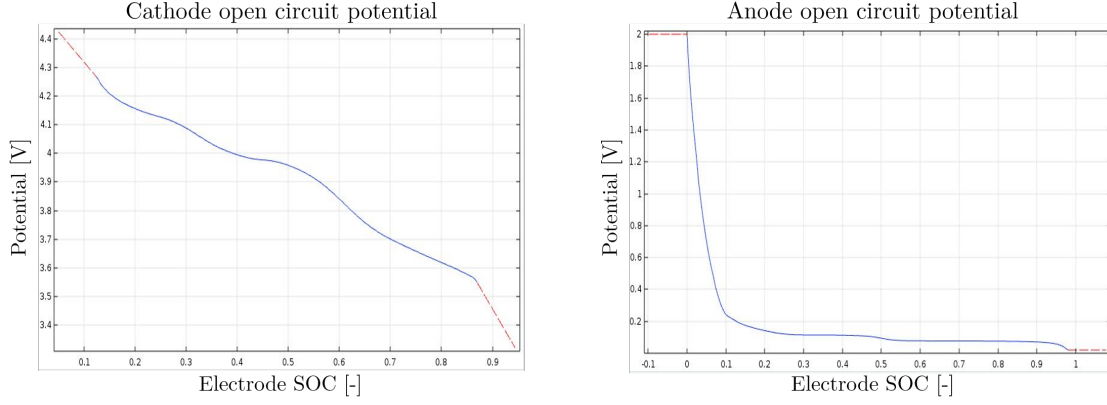 Cathode open circuit potential
Potential [V]
4.4
4.3
4.2
4.1
4
3.9
3.8
3.7
3.6
3.5
3.4
0.1 0.2 0.3 0.4 0.5 0.6 0.7 0.8 0.9
Electrode SOC [-]
Anode open circuit potential
Potential [V]
2
1.8
1.6
1.4
1.2
1
0.8
0.6
0.4
0.2
-0.1 0 0.1 0.2 0.3 0.4 0.5 0.6 0.7 0.8 0.9 1
Electrode SOC [-]